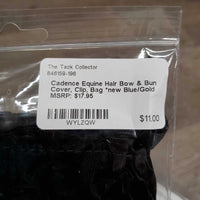 The Tack Collector
848159-196
Cadence Equine Hair Bow & Bun
Cover, Clip, Bag *new Blue/Gold
MSRP: $17.95
$11.00
WYLZQW